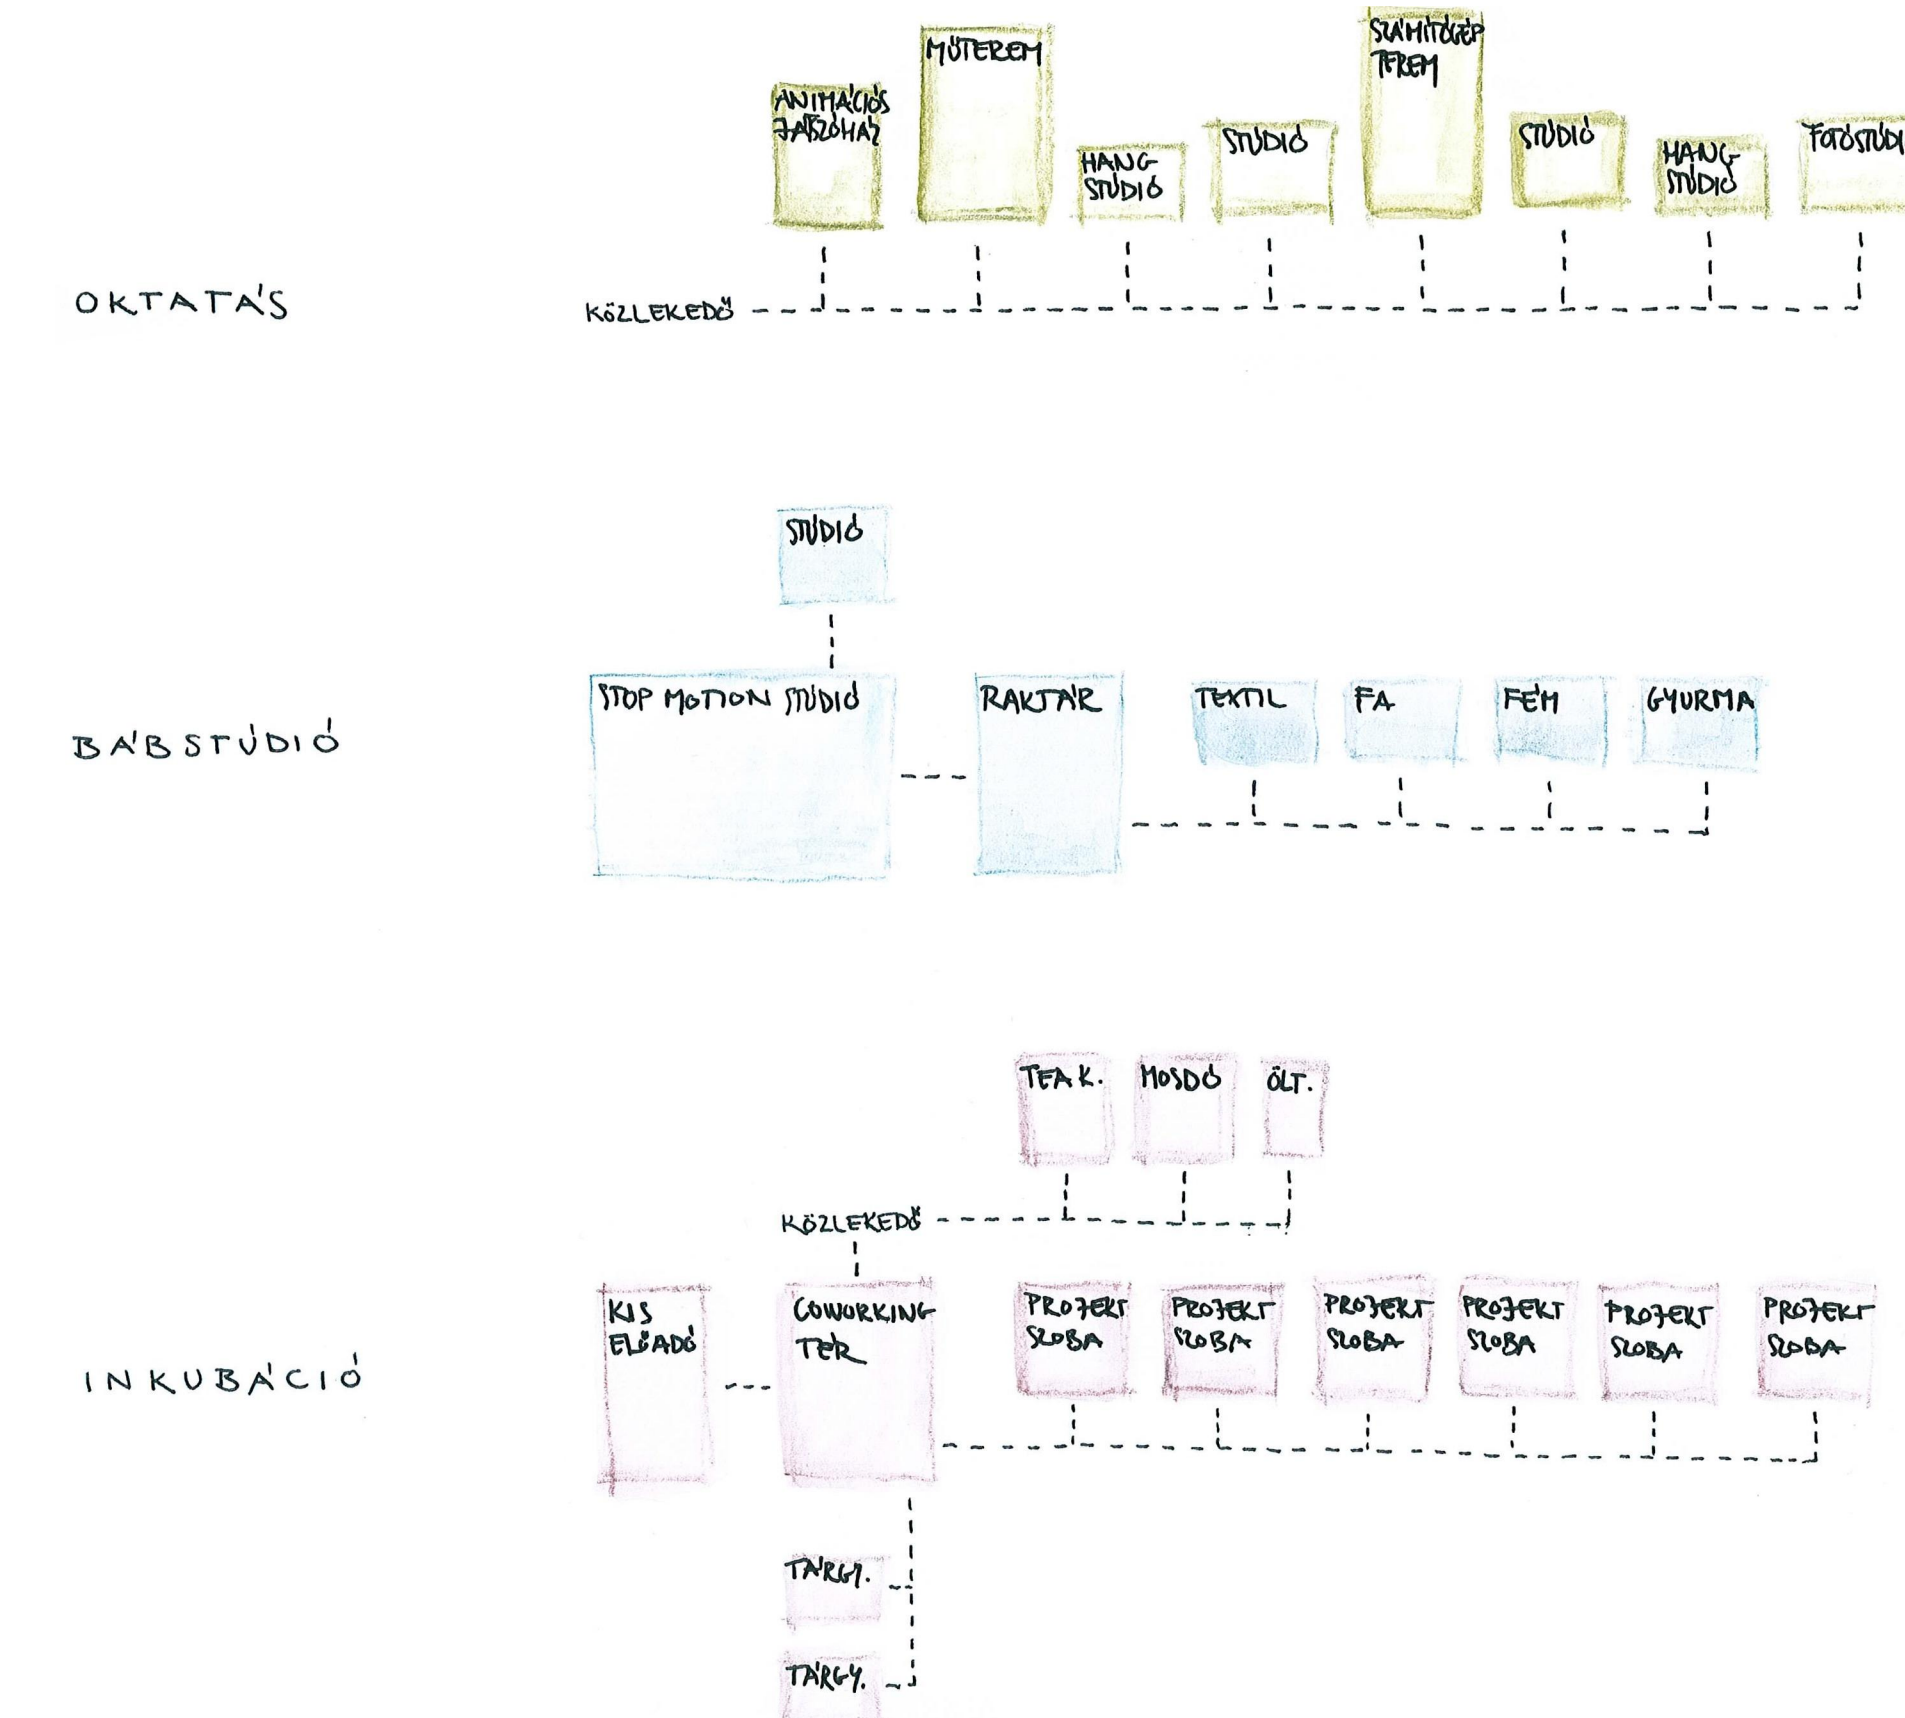 ANIMÁCIÓS
JÁTSZÓHÁZ
MŰTEREM
HANG
STÚDIÓ
STÚDIÓ
SZÁMÍTÓGÉP
TEREM
STÚDIÓ
HANG
STÚDIÓ
FOTÓSTÚDI
OKTATÁS
KÖZLEKEDŐ
STÚDIÓ
BÁBSTÚDIÓ
STOP MOTION STÚDIÓ
RAKTÁR
TEXTIL
FA
FÉM
GYURMA
TEAK.
MOSDÓ
ÖLT.
KÖZLEKEDŐ
INKUBÁCIÓ
KIS
ELŐADÓ
COWORKING
TÉR
PROJEKT
SZOBA
PROJEKT
SZOBA
PROJEKT
SZOBA
PROJEKT
SZOBA
PROJEKT
SZOBA
PROJEKT
SZOBA
TÁRGY.
TÁRGY.